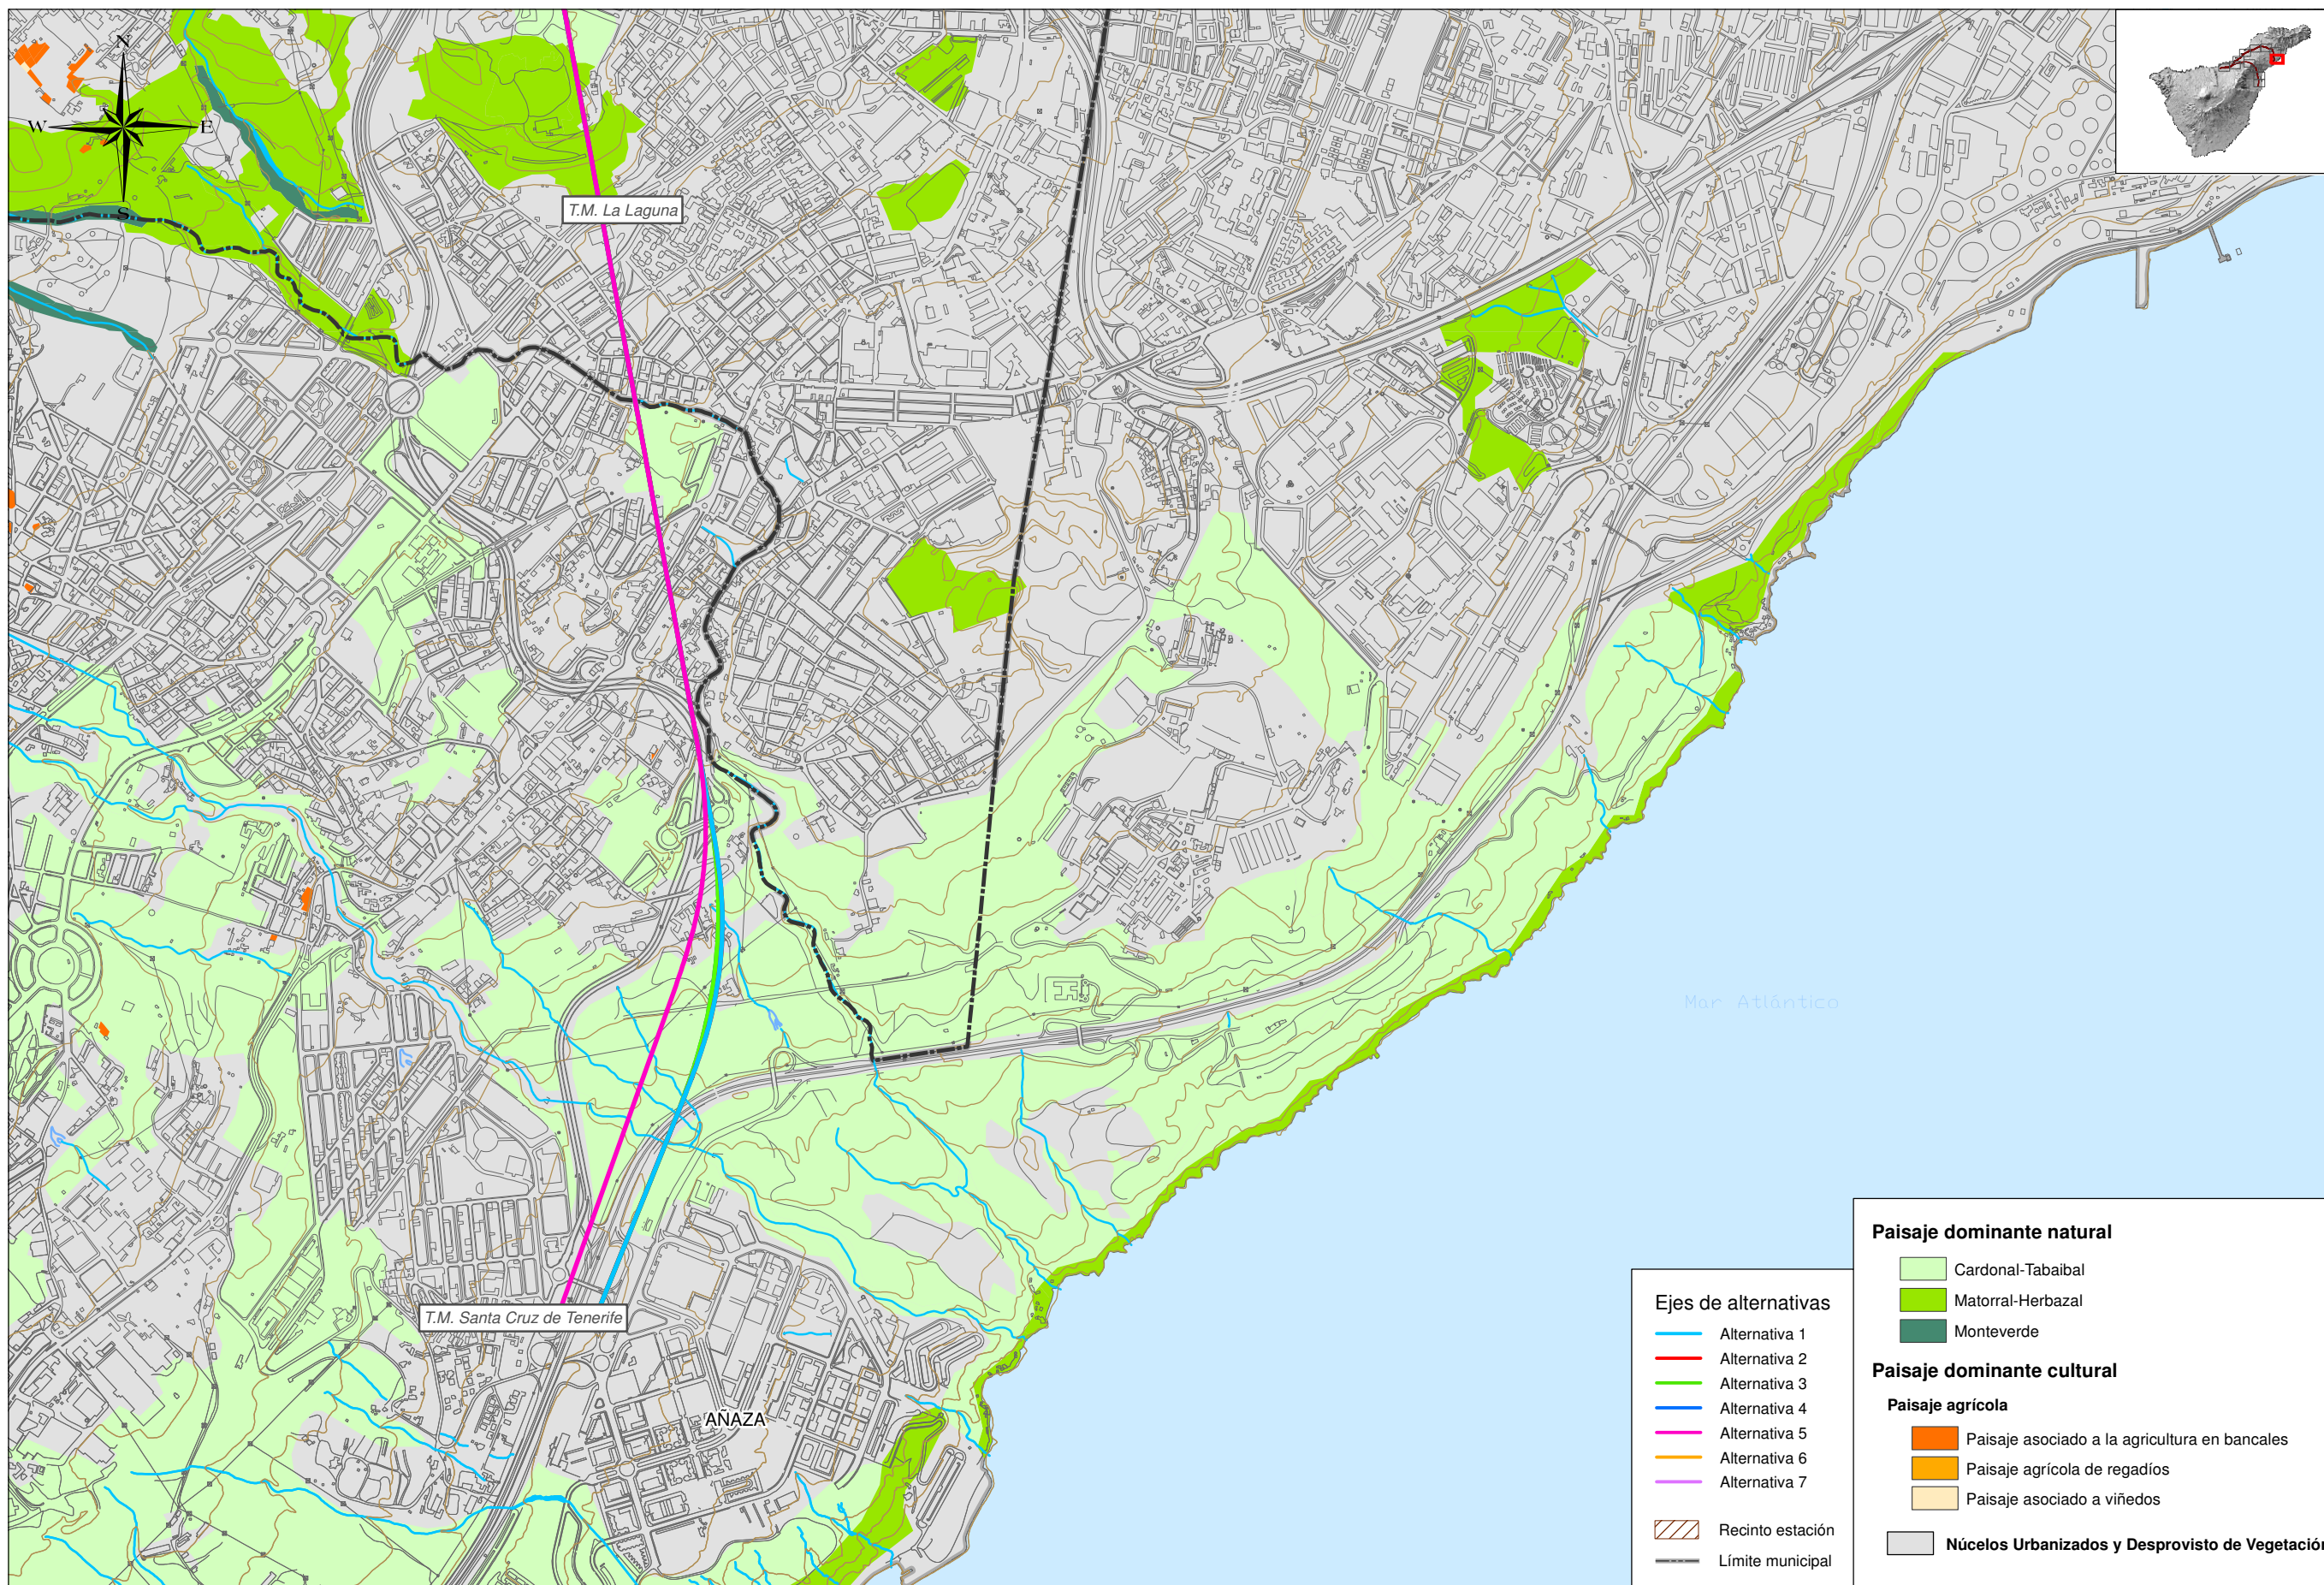 N
W
E
S
T.M. La Laguna
Mar Atlántico
T.M. Santa Cruz de Tenerife
AÑAZA
Ejes de alternativas
Alternativa 1
Alternativa 2
Alternativa 3
Alternativa 4
Alternativa 5
Alternativa 6
Alternativa 7
Recinto estación
Límite municipal
Paisaje dominante natural
Cardonal-Tabaibal
Matorral-Herbazal
Monteverde
Paisaje dominante cultural
Paisaje agrícola
Paisaje asociado a la agricultura en bancales
Paisaje agrícola de regadíos
Paisaje asociado a viñedos
Núcelos Urbanizados y Desprovisto de Vegetación